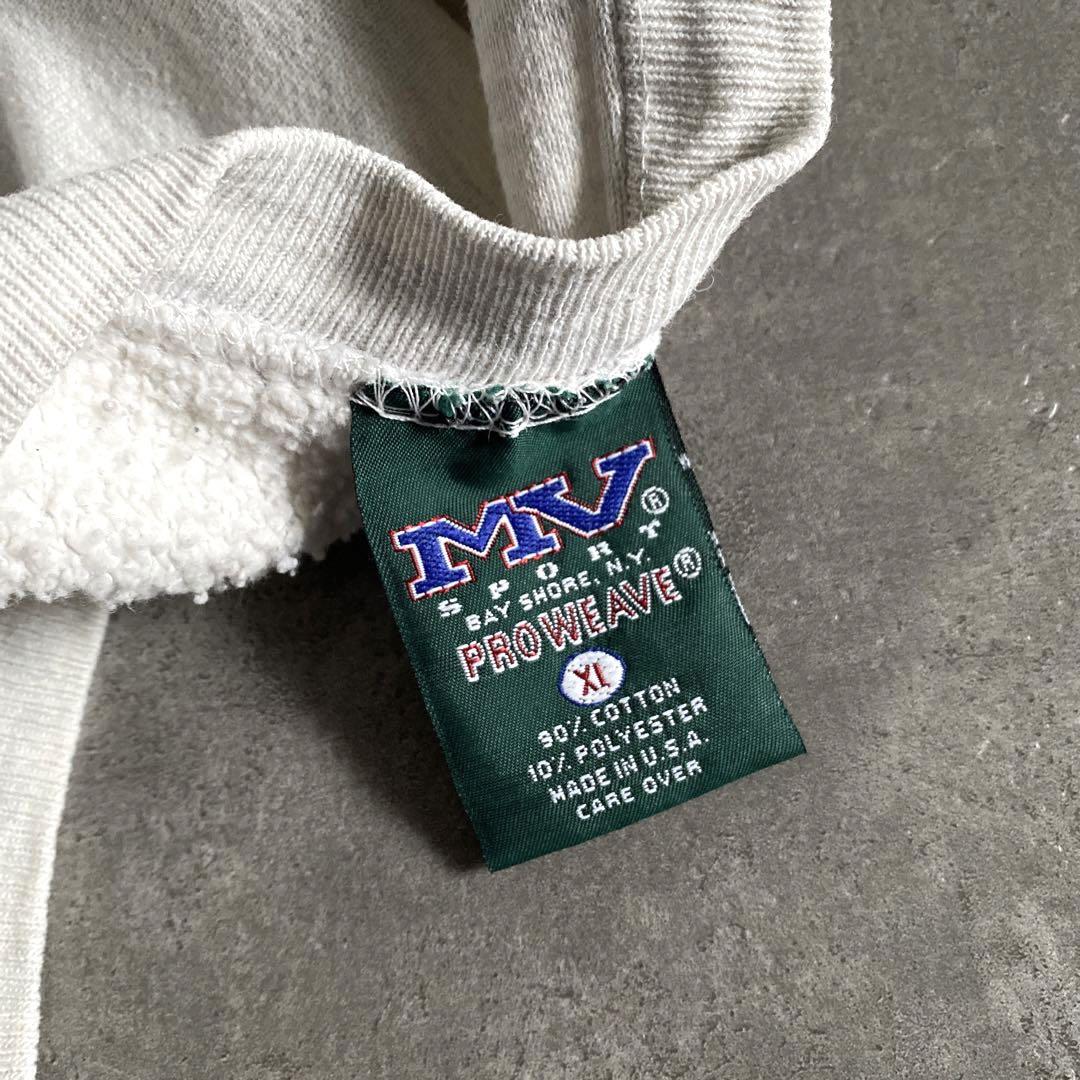 MV®
SPORT
BAY SHORE, N.Y.
PROWEAVE®
XL
90% COTTON
10% POLYESTER
MADE IN U.S.A.
CARE OVER